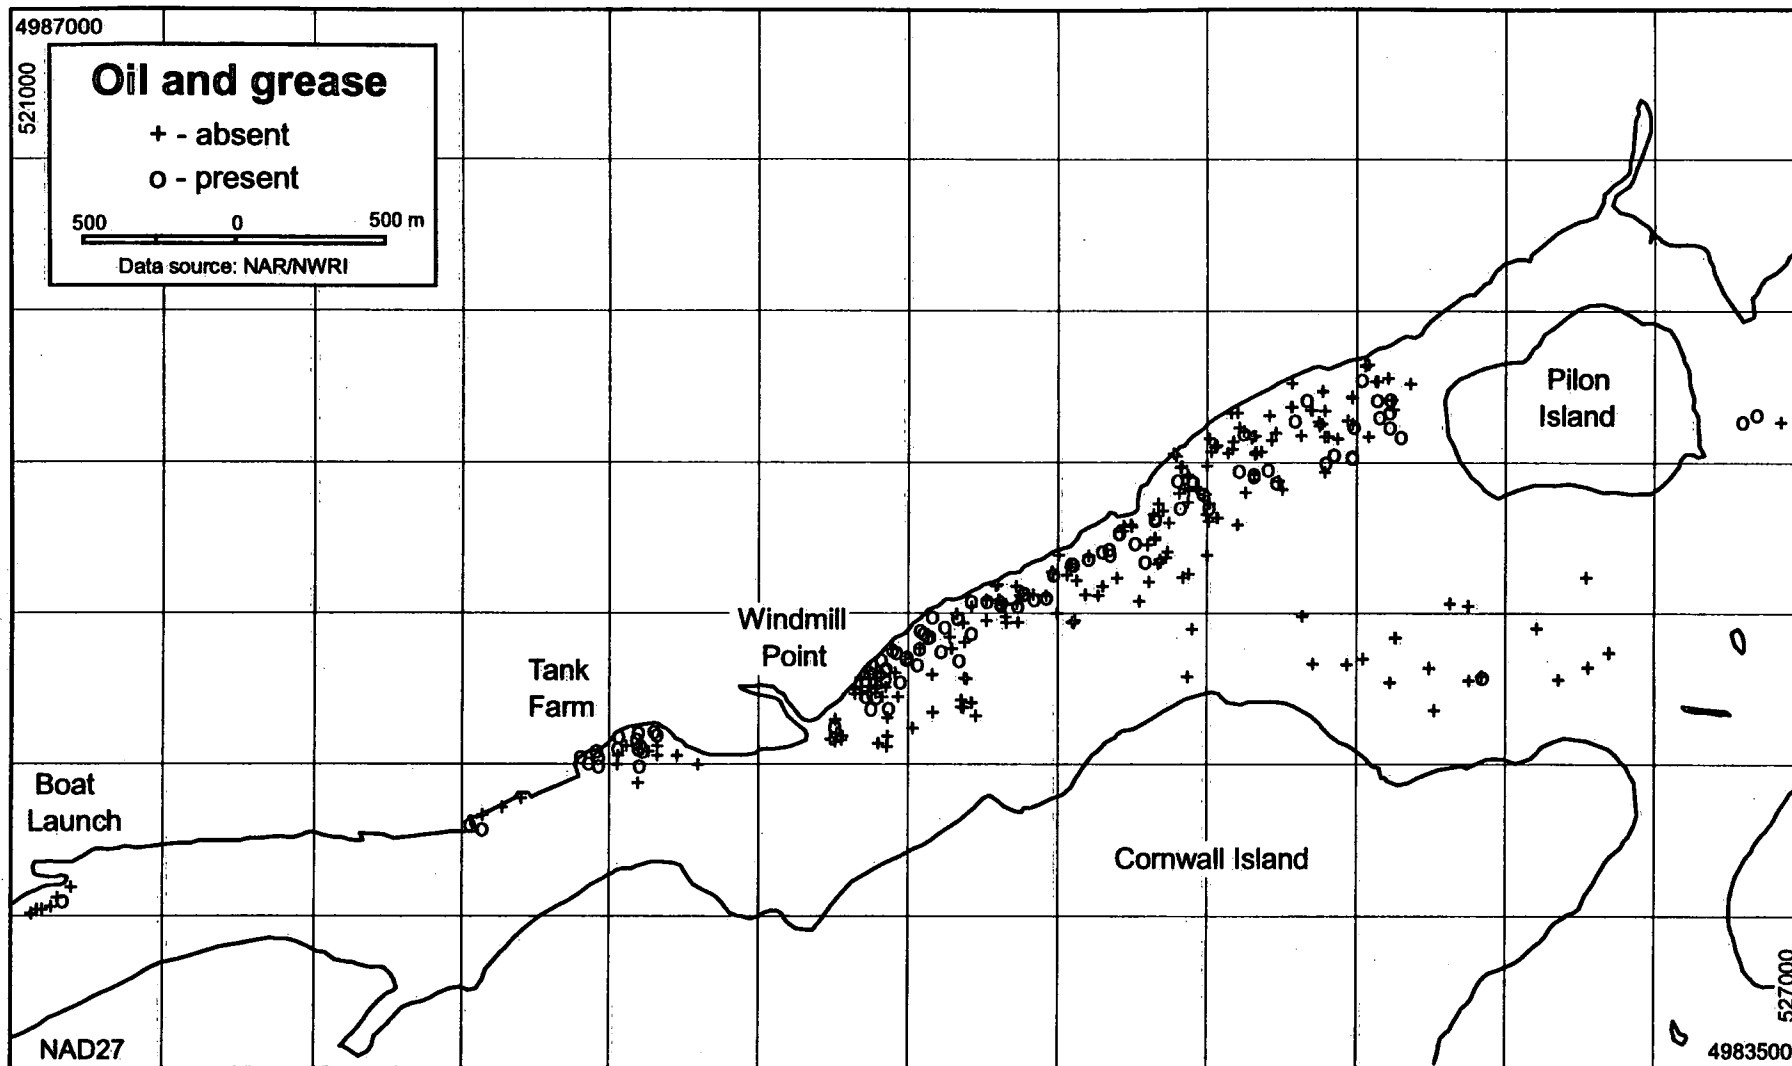 4987000
521000
Oil and grease
+ - absent
o - present
500 0 500 m
Data source: NAR/NWRI
Pilon
Island
Windmill
Point
Tank
Farm
Boat
Launch
Cornwall Island
527000
NAD27
4983500